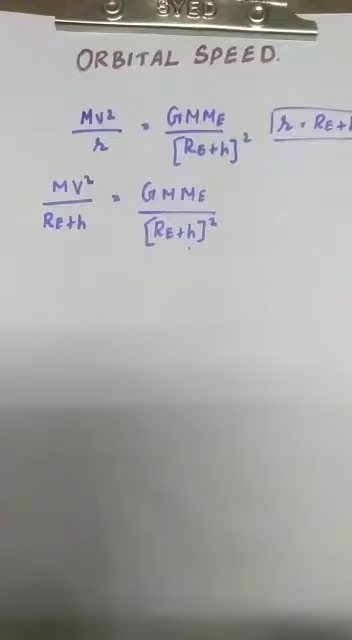 SYED
ORBITAL SPEED.
MV²/r = GMME/[RE+h]² r = RE+h
MV²/RE+h = GMME/[RE+h]²